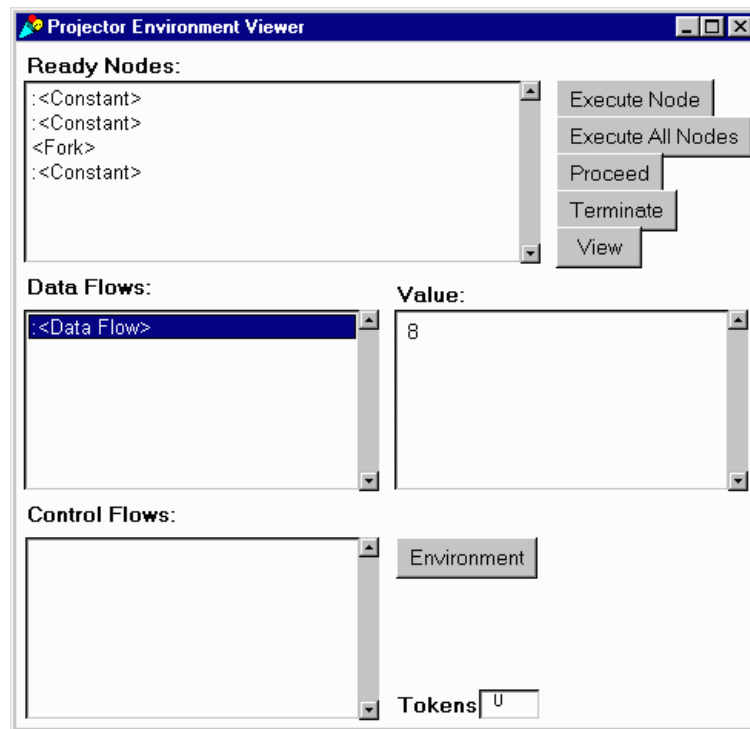 Projector Environment Viewer
Ready Nodes:
:<Constant>
:<Constant>
<Fork>
:<Constant>
Execute Node
Execute All Nodes
Proceed
Terminate
View
Data Flows:
:<Data Flow>
Value:
8
Control Flows:
Environment
Tokens